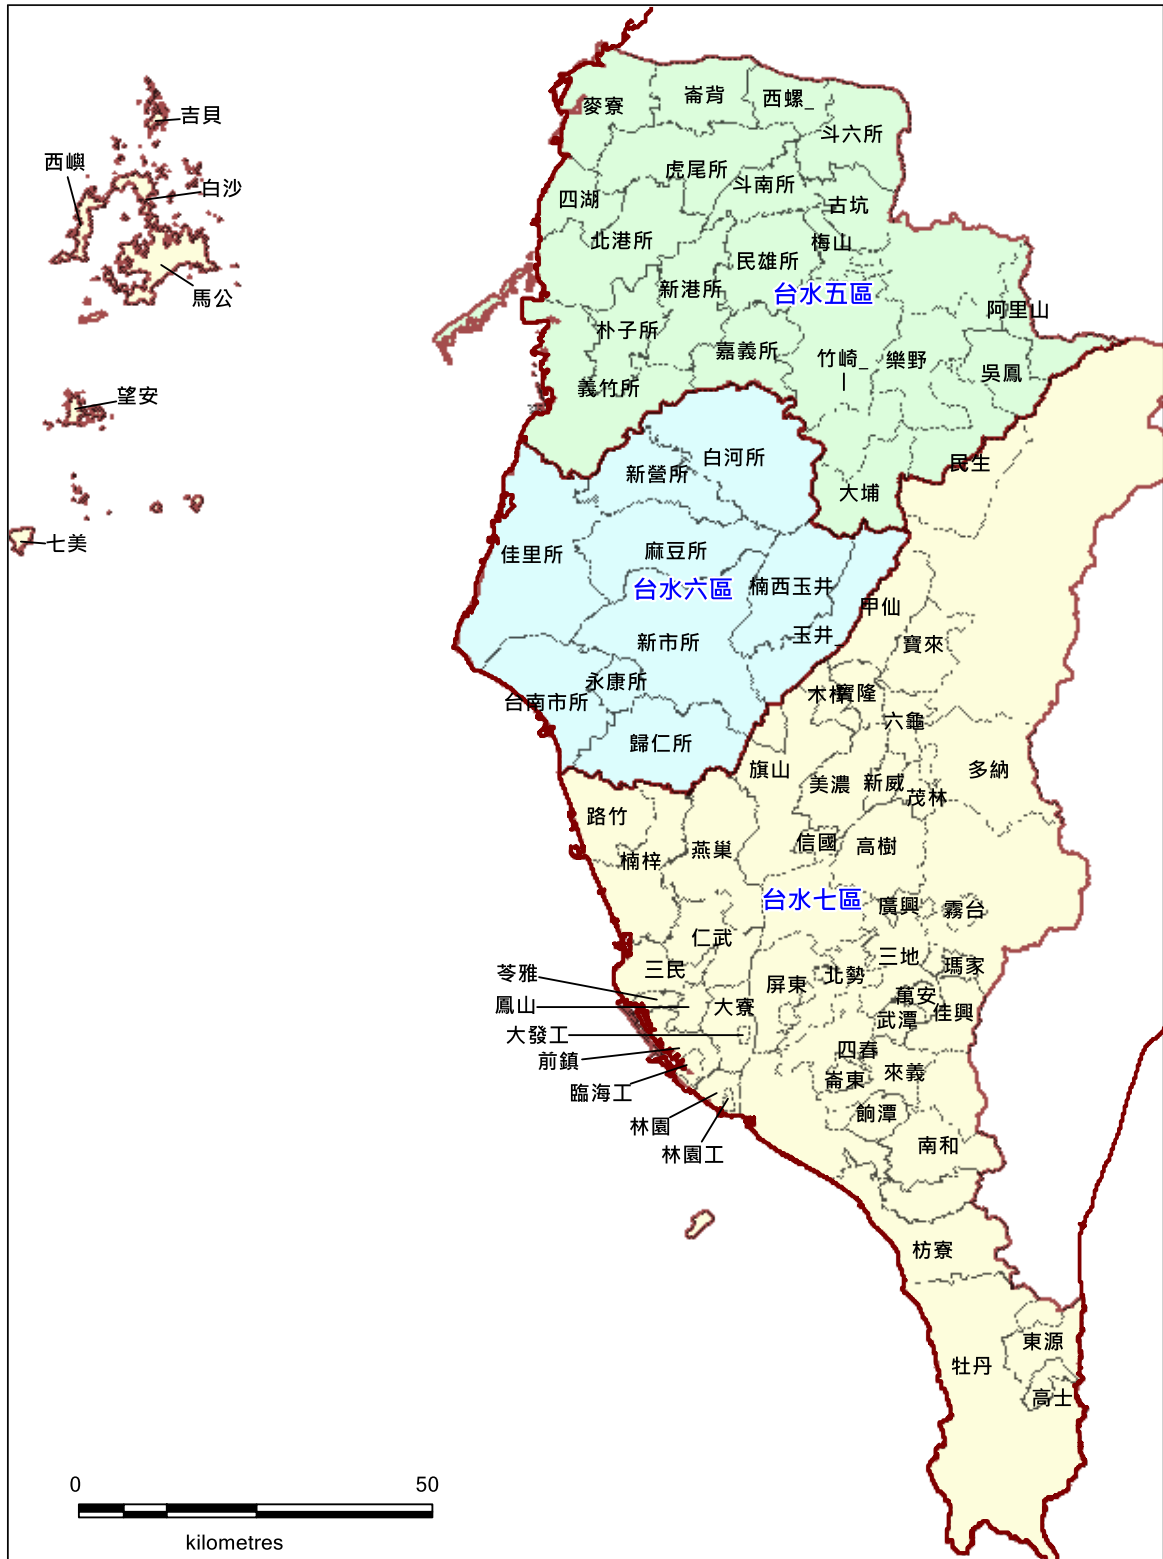 麥寮
崙背
西螺_
斗六所
吉貝
西嶼
白沙
虎尾所
斗南所
四湖
古坑
北港所
梅山
民雄所
馬公
新港所
台水五區
阿里山
朴子所
嘉義所
竹崎_
樂野
吳鳳
義竹所
望安
白河所
民生
新營所
大埔
七美
佳里所
麻豆所
台水六區
楠西玉井
甲仙
新市所
玉井_
寶來
永康所
寶隆
台南市所
六龜
歸仁所
旗山
美濃
新威
多納
茂林
路竹
楠梓
燕巢
信國
高樹
台水七區
廣興
霧台
仁武
三民
三地
瑪家
苓雅
屏東
北勢
鳳山
大寮
萬安
佳興
武潭
大發工
前鎮
四春
臨海工
崙東
來義
林園
餉潭
林園工
南和
枋寮
東源
牡丹
高士
0
50
kilometres